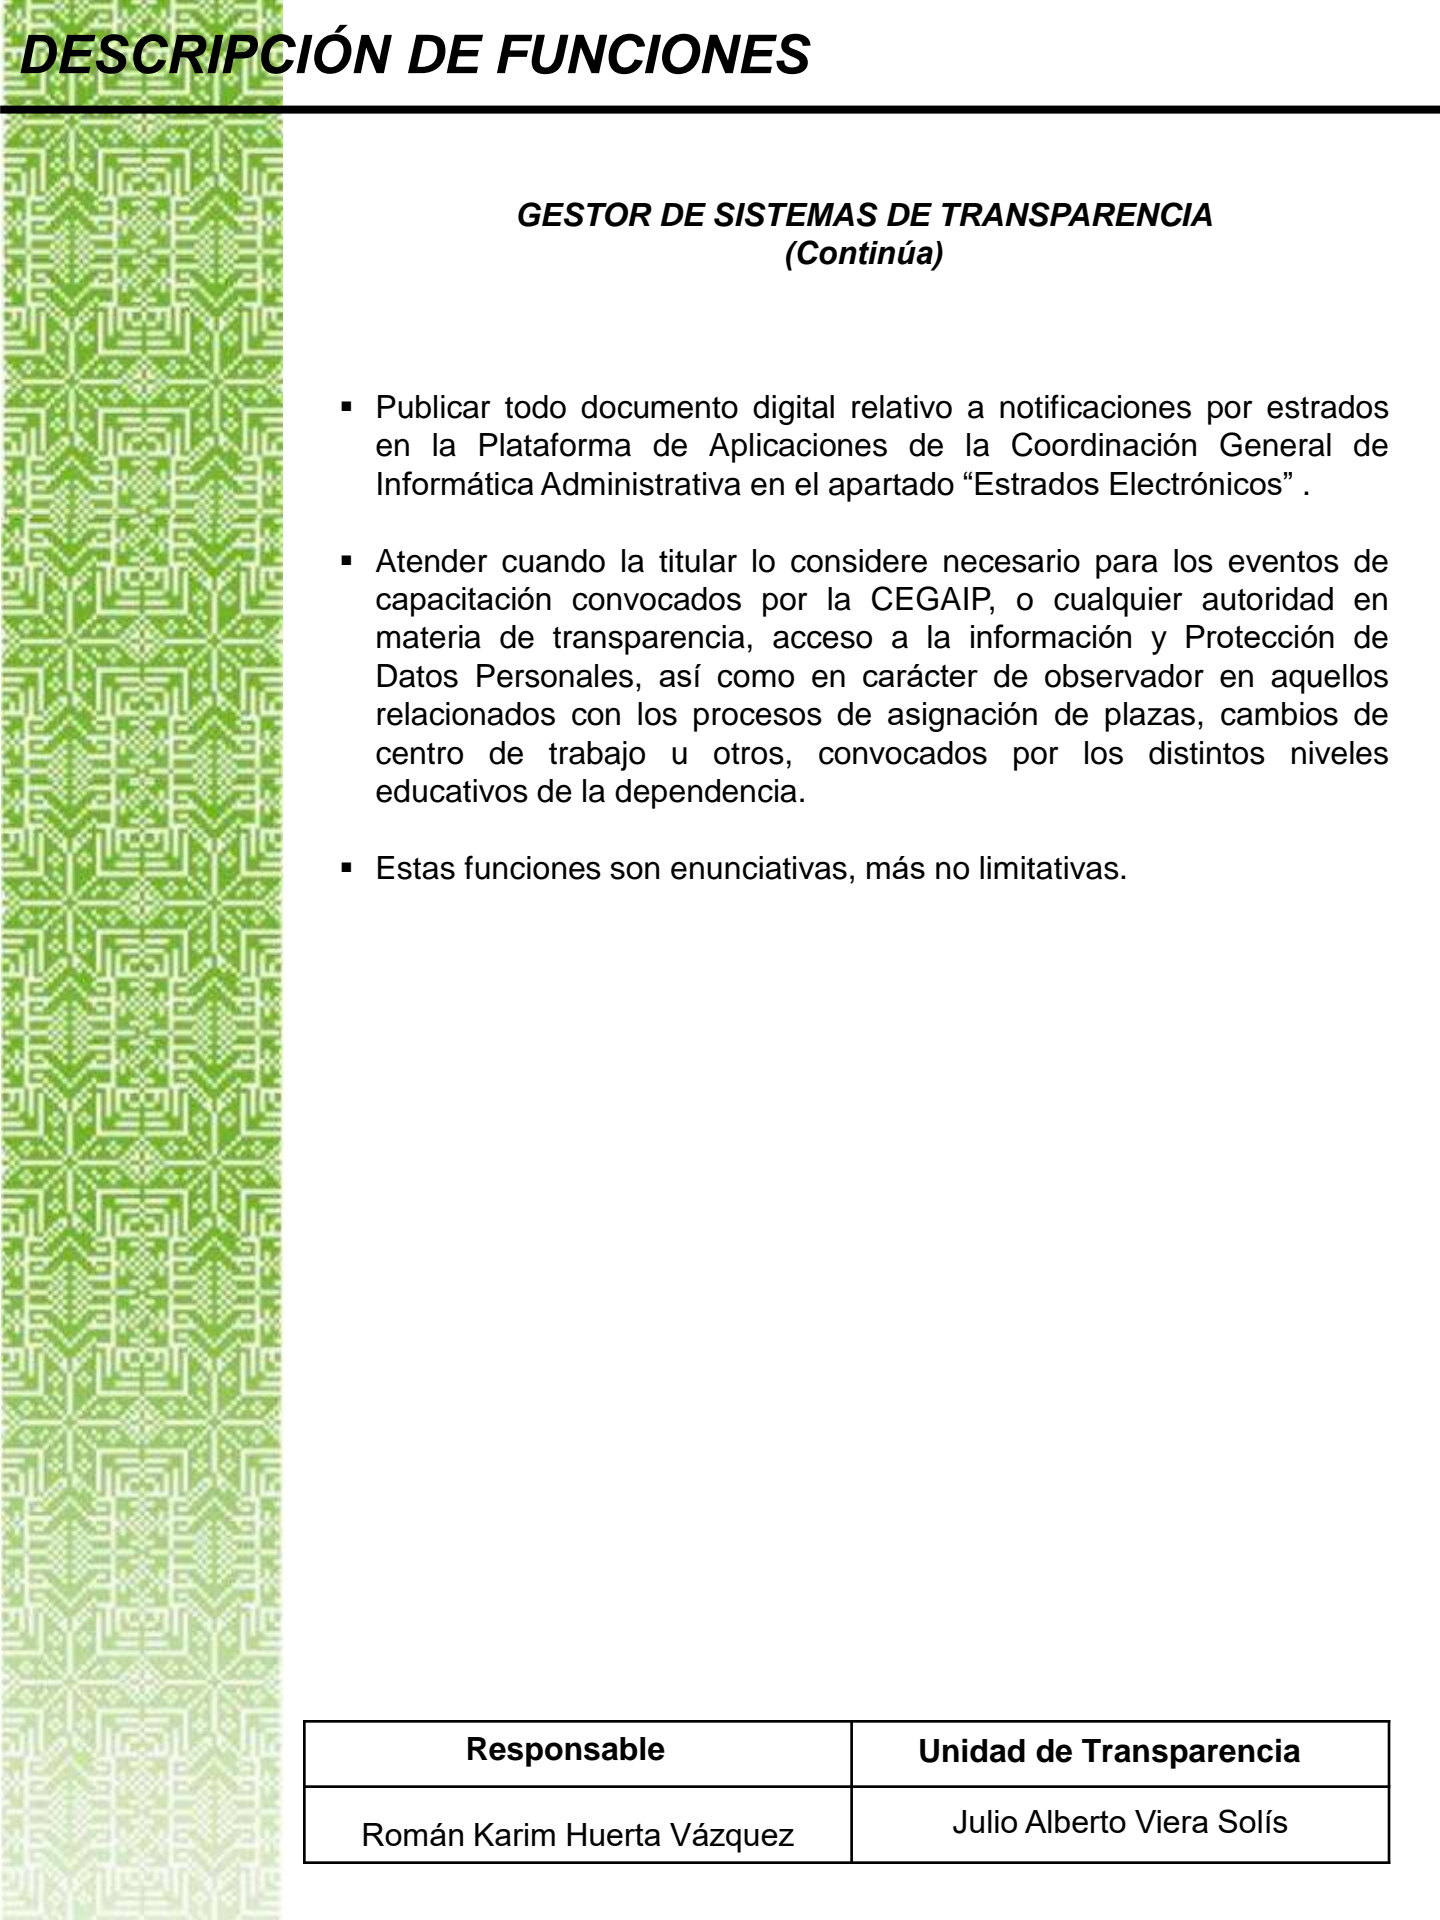 DESCRIPCIÓN DE FUNCIONES
GESTOR DE SISTEMAS DE TRANSPARENCIA
(Continúa)
▪ Publicar todo documento digital relativo a notificaciones por estrados
en la Plataforma de Aplicaciones de la Coordinación General de
Informática Administrativa en el apartado “Estrados Electrónicos” .
▪ Atender cuando la titular lo considere necesario para los eventos de
capacitación convocados por la CEGAIP, o cualquier autoridad en
materia de transparencia, acceso a la información y Protección de
Datos Personales, así como en carácter de observador en aquellos
relacionados con los procesos de asignación de plazas, cambios de
centro de trabajo u otros, convocados por los distintos niveles
educativos de la dependencia.
▪ Estas funciones son enunciativas, más no limitativas.
Responsable
Unidad de Transparencia
Román Karim Huerta Vázquez
Julio Alberto Viera Solís